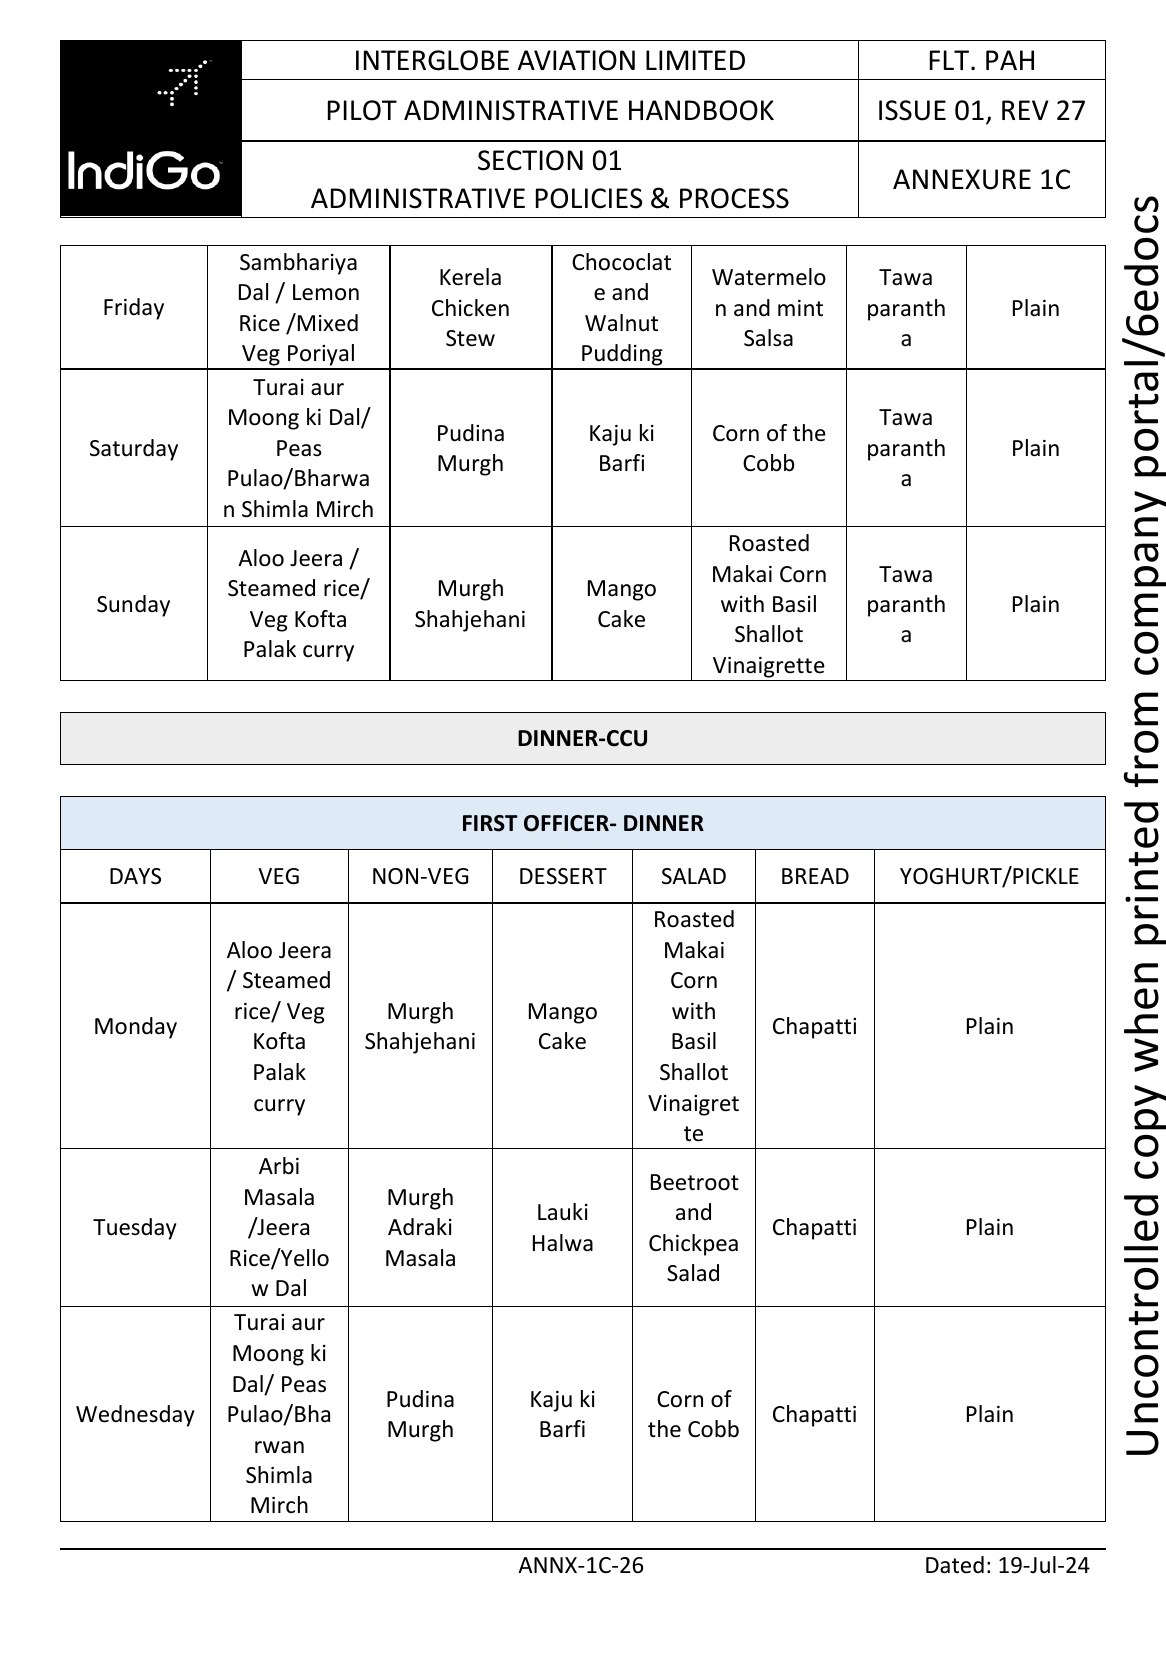 INTERGLOBE AVIATION LIMITED
FLT. PAH
PILOT ADMINISTRATIVE HANDBOOK
ISSUE 01, REV 27
IndiGo
SECTION 01
ADMINISTRATIVE POLICIES & PROCESS
ANNEXURE 1C
Friday
Sambhariya
Dal / Lemon
Rice /Mixed
Veg Poriyal
Kerela
Chicken
Stew
Chococlat
e and
Walnut
Pudding
Watermelo
n and mint
Salsa
Tawa
paranth
a
Plain
Saturday
Turai aur
Moong ki Dal/
Peas
Pulao/Bharwa
n Shimla Mirch
Pudina
Murgh
Kaju ki
Barfi
Corn of the
Cobb
Tawa
paranth
a
Plain
Sunday
Aloo Jeera /
Steamed rice/
Veg Kofta
Palak curry
Murgh
Shahjehani
Mango
Cake
Roasted
Makai Corn
with Basil
Shallot
Vinaigrette
Tawa
paranth
a
Plain
DINNER-CCU
FIRST OFFICER- DINNER
DAYS
VEG
NON-VEG
DESSERT
SALAD
BREAD
YOGHURT/PICKLE
Monday
Aloo Jeera
/ Steamed
rice/ Veg
Kofta
Palak
curry
Murgh
Shahjehani
Mango
Cake
Roasted
Makai
Corn
with
Basil
Shallot
Vinaigret
te
Chapatti
Plain
Tuesday
Arbi
Masala
/Jeera
Rice/Yello
w Dal
Murgh
Adraki
Masala
Lauki
Halwa
Beetroot
and
Chickpea
Salad
Chapatti
Plain
Wednesday
Turai aur
Moong ki
Dal/ Peas
Pulao/Bha
rwan
Shimla
Mirch
Pudina
Murgh
Kaju ki
Barfi
Corn of
the Cobb
Chapatti
Plain
ANNX-1C-26
Dated: 19-Jul-24
Uncontrolled copy when printed from company portal/6edocs